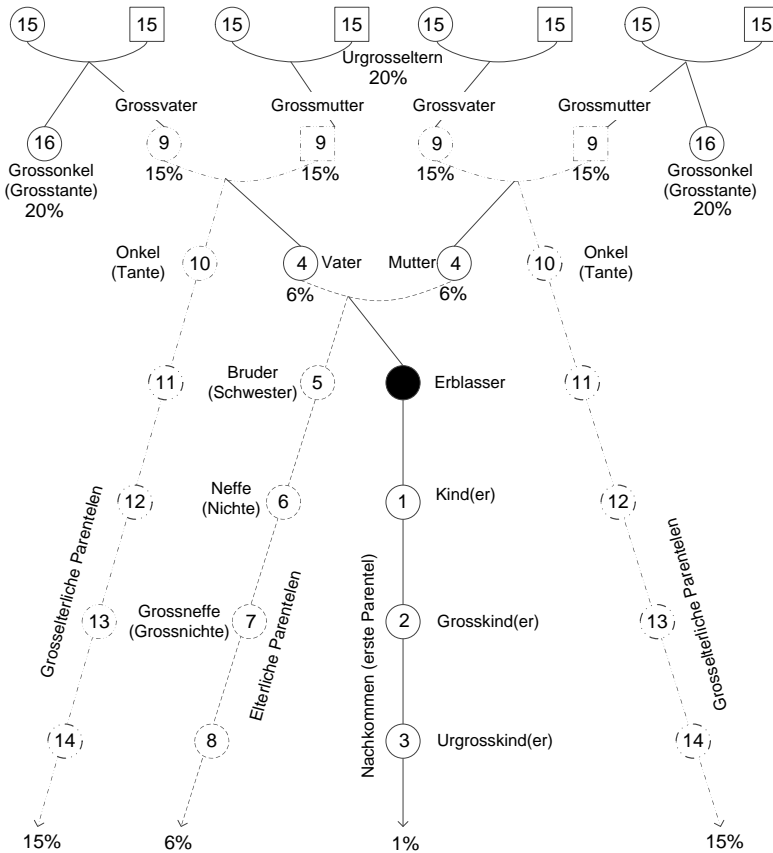 15 15 15 15 15 15 15 15
Urgrosseltern
20%
Grossvater Grossmutter Grossvater Grossmutter
16 9 9 9 9 16
Grossonkel
(Grosstante)
20%
15% 15% 15% 15%
Grossonkel
(Grosstante)
20%
Onkel
(Tante)
10
4 Vater
6%
Mutter 4
6%
10
Onkel
(Tante)
11
Bruder
(Schwester)
5
Erblasser
11
12
Neffe
(Nichte)
6
1
Kind(er)
12
Grosselterliche Parentelen
13
Grossneffe
(Grossnichte)
7
Elterliche Parentelen
Nachkommen (erste Parentel)
2
Grosskind(er)
13
Grosselterliche Parentelen
14
8
3
Urgrosskind(er)
14
15% 6% 1% 15%